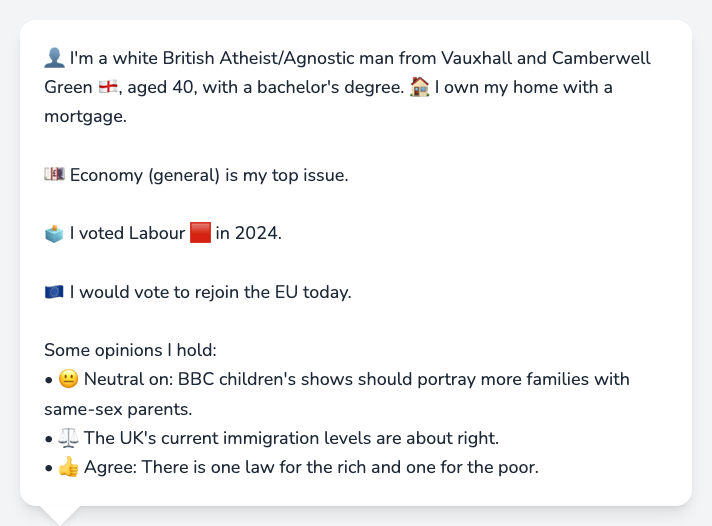 👤 I'm a white British Atheist/Agnostic man from Vauxhall and Camberwell
Green 🏴󠁧󠁢󠁥󠁮󠁧󠁿, aged 40, with a bachelor's degree. 🏠 I own my home with a
mortgage.
💷 Economy (general) is my top issue.
🗳️ I voted Labour 🟥 in 2024.
🇪🇺 I would vote to rejoin the EU today.
Some opinions I hold:
• 😐 Neutral on: BBC children's shows should portray more families with
same-sex parents.
• ⚖️ The UK's current immigration levels are about right.
• 👍 Agree: There is one law for the rich and one for the poor.